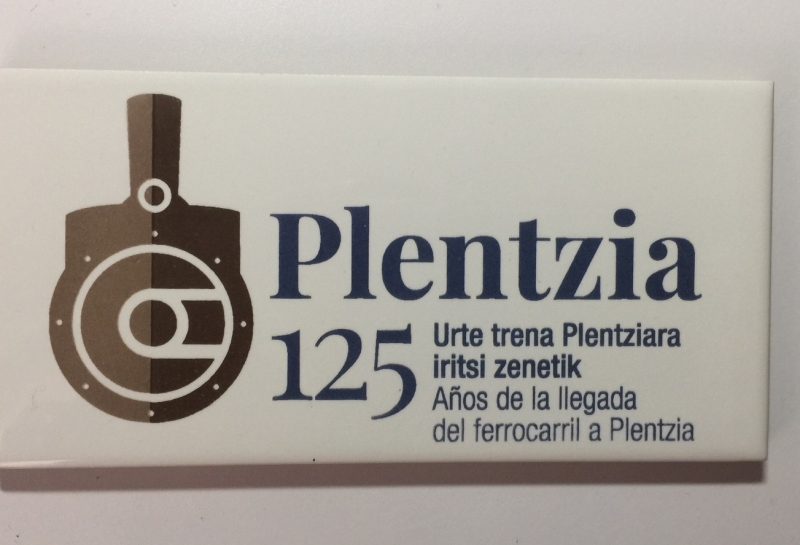 Plentzia
125
Urte trena Plentziara
iritsi zenetik
Años de la llegada
del ferrocarril a Plentzia